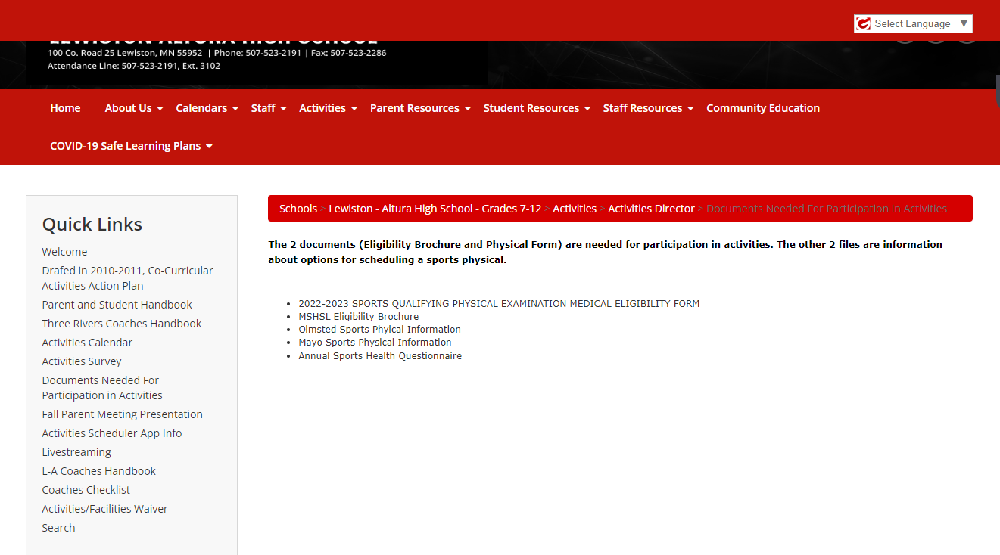 Select Language ▼
LEWISTON ALTURA HIGH SCHOOL
100 Co. Road 25 Lewiston, MN 55952 | Phone: 507-523-2191 | Fax: 507-523-2286
Attendance Line: 507-523-2191, Ext. 3102
Home About Us Calendars Staff Activities Parent Resources Student Resources Staff Resources Community Education
COVID-19 Safe Learning Plans
Quick Links
Welcome
Drafed in 2010-2011, Co-Curricular
Activities Action Plan
Parent and Student Handbook
Three Rivers Coaches Handbook
Activities Calendar
Activities Survey
Documents Needed For
Participation in Activities
Fall Parent Meeting Presentation
Activities Scheduler App Info
Livestreaming
L-A Coaches Handbook
Coaches Checklist
Activities/Facilities Waiver
Search
Schools > Lewiston - Altura High School - Grades 7-12 > Activities > Activities Director > Documents Needed For Participation in Activities
The 2 documents (Eligibility Brochure and Physical Form) are needed for participation in activities. The other 2 files are information
about options for scheduling a sports physical.
• 2022-2023 SPORTS QUALIFYING PHYSICAL EXAMINATION MEDICAL ELIGIBILITY FORM
• MSHSL Eligibility Brochure
• Olmsted Sports Phyical Information
• Mayo Sports Physical Information
• Annual Sports Health Questionnaire